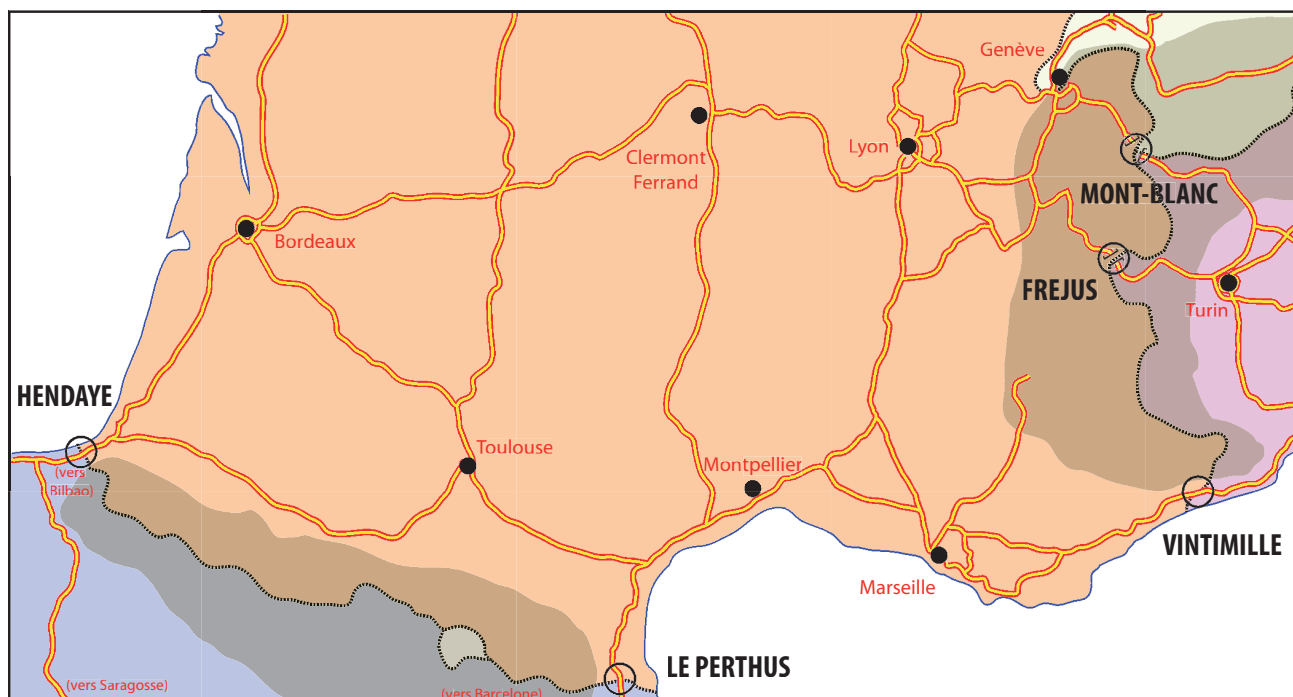 Genève
Clermont
Ferrand
Lyon
MONT-BLANC
Bordeaux
FREJUS
Turin
HENDAYE
Toulouse
Montpellier
(vers
Bilbao)
VINTIMILLE
Marseille
LE PERTHUS
(vers Saragosse)
(vers Barcelone)